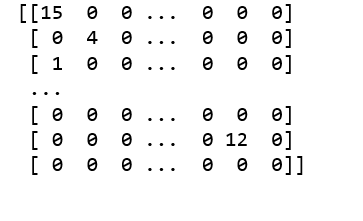 [[15 0 0 ... 0 0 0]
[ 0 4 0 ... 0 0 0]
[ 1 0 0 ... 0 0 0]
...
[ 0 0 0 ... 0 0 0]
[ 0 0 0 ... 0 12 0]
[ 0 0 0 ... 0 0 0]]